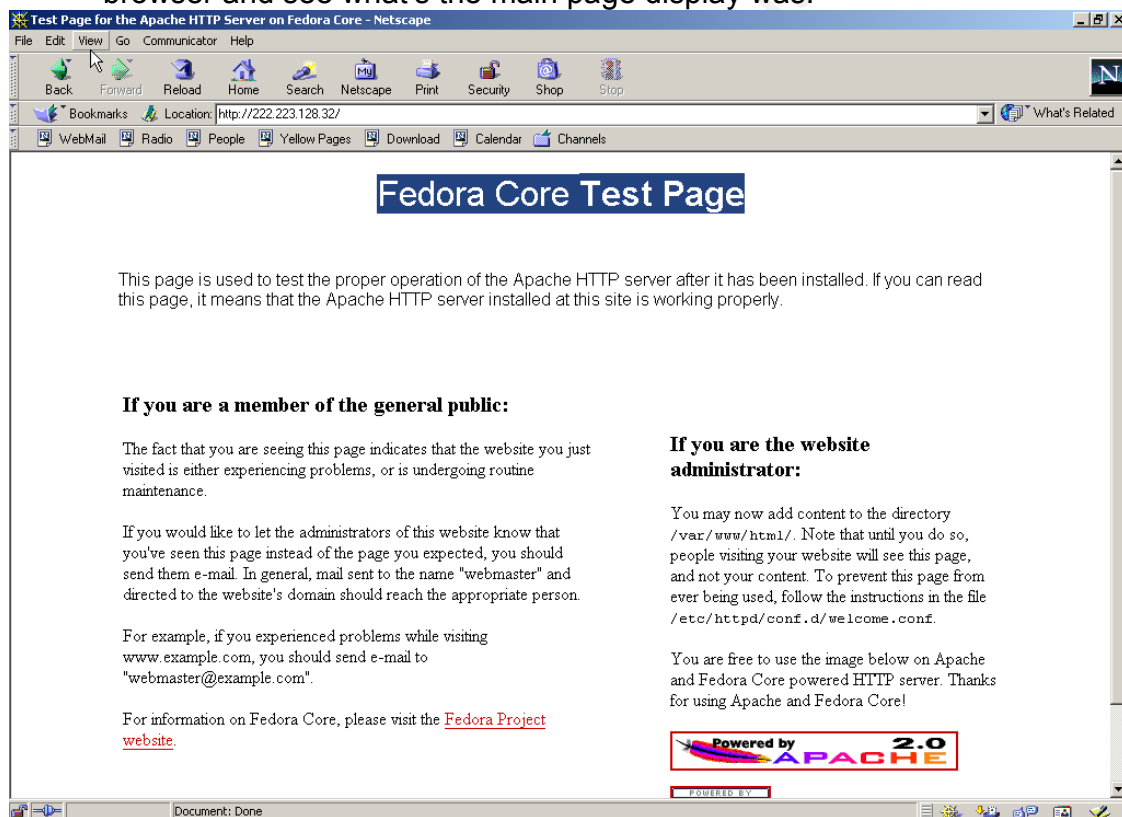 browser and see what's the main page display was.
Test Page for the Apache HTTP Server on Fedora Core - Netscape
File Edit View Go Communicator Help
Back Forward Reload Home Search Netscape Print Security Shop Stop
Bookmarks Location: http://222.223.128.32/ What's Related
WebMail Radio People Yellow Pages Download Calendar Channels
Fedora Core Test Page
This page is used to test the proper operation of the Apache HTTP server after it has been installed. If you can read
this page, it means that the Apache HTTP server installed at this site is working properly.
If you are a member of the general public:
The fact that you are seeing this page indicates that the website you just
visited is either experiencing problems, or is undergoing routine
maintenance.
If you would like to let the administrators of this website know that
you've seen this page instead of the page you expected, you should
send them e-mail. In general, mail sent to the name "webmaster" and
directed to the website's domain should reach the appropriate person.
For example, if you experienced problems while visiting
www.example.com, you should send e-mail to
"webmaster@example.com".
For information on Fedora Core, please visit the Fedora Project
website.
If you are the website
administrator:
You may now add content to the directory
/var/www/html/. Note that until you do so,
people visiting your website will see this page,
and not your content. To prevent this page from
ever being used, follow the instructions in the file
/etc/httpd/conf.d/welcome.conf.
You are free to use the image below on Apache
and Fedora Core powered HTTP server. Thanks
for using Apache and Fedora Core!
Powered by 2.0
APACHE
POWERED BY
Document: Done